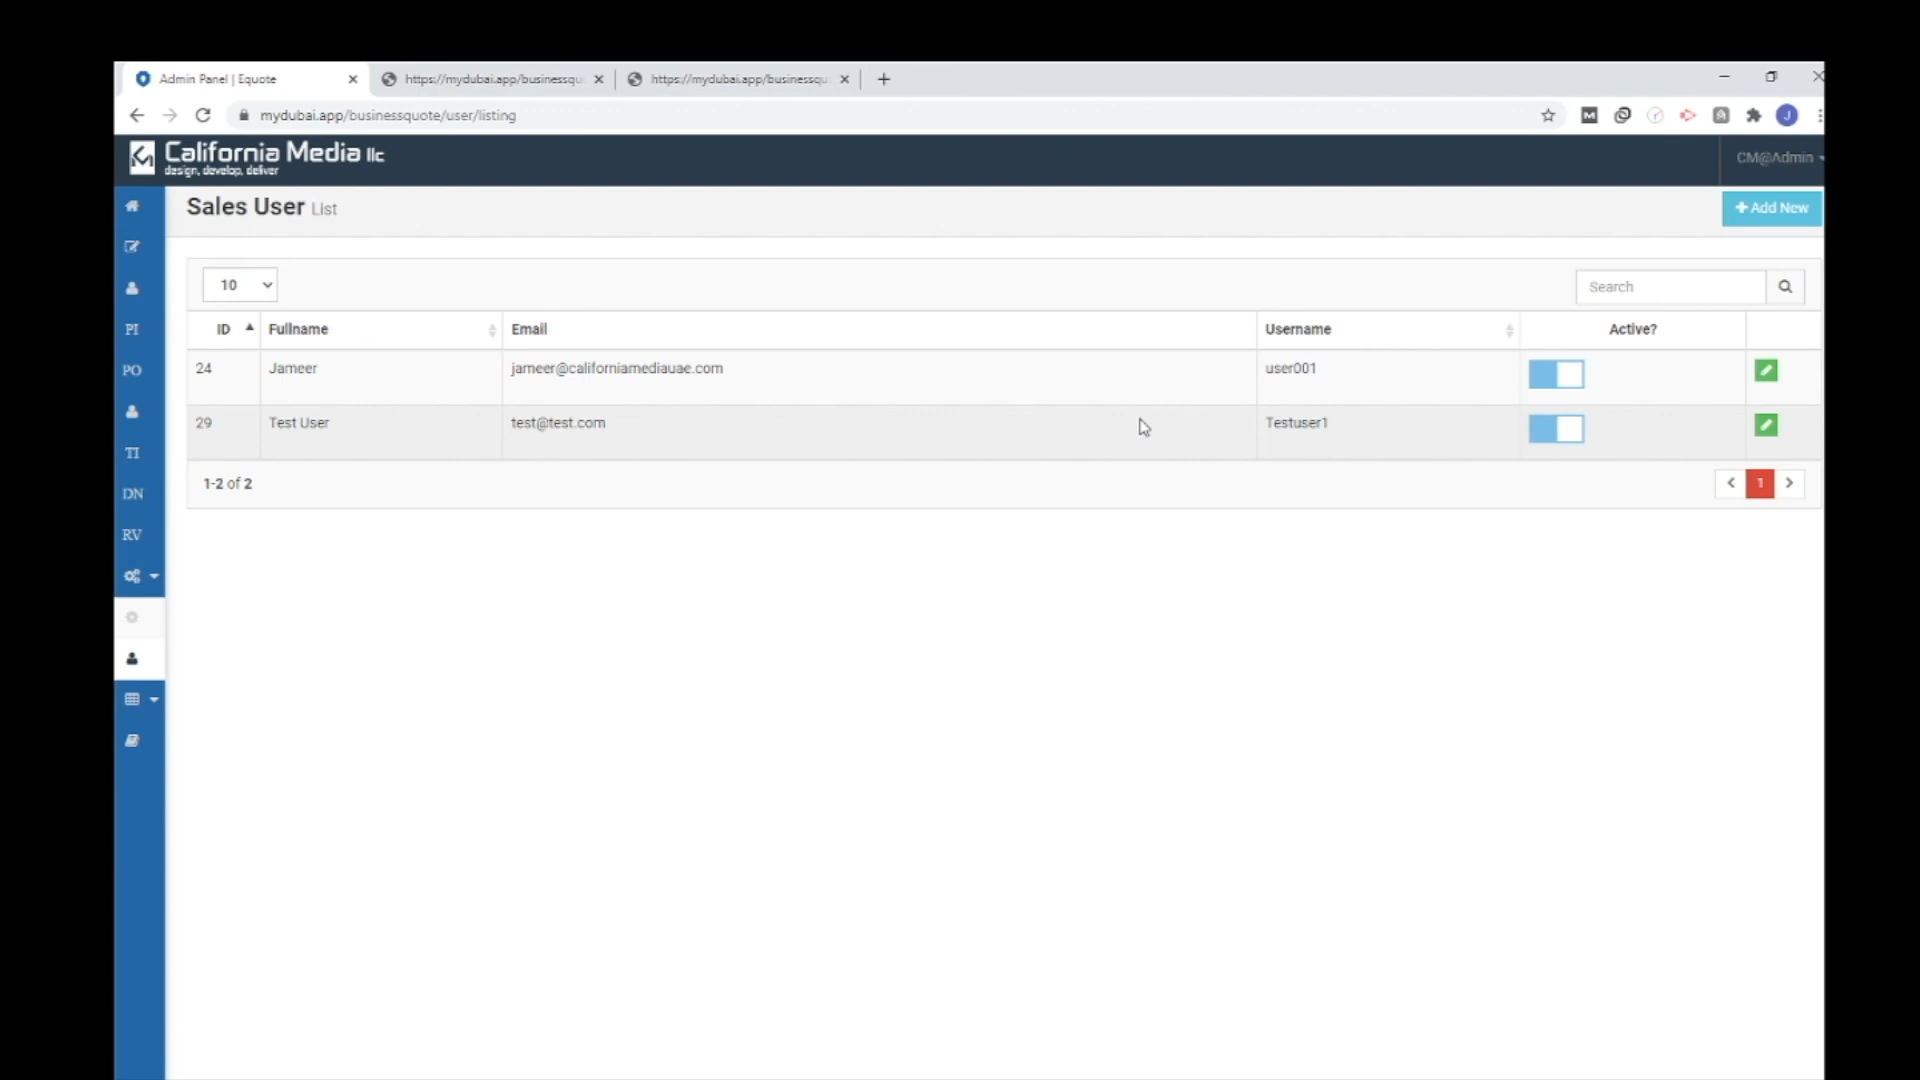 Admin Panel | Equote
https://mydubai.app/businessqu
https://mydubai.app/businessqu
mydubai.app/businessquote/user/listing
California Media llc
design, develop, deliver
CM@Admin
Sales User List
+ Add New
10
Search
ID Fullname Email Username Active?
24 Jameer jameer@californiamediauae.com user001
29 Test User test@test.com Testuser1
1-2 of 2
1
PI
PO
TI
DN
RV
J
M